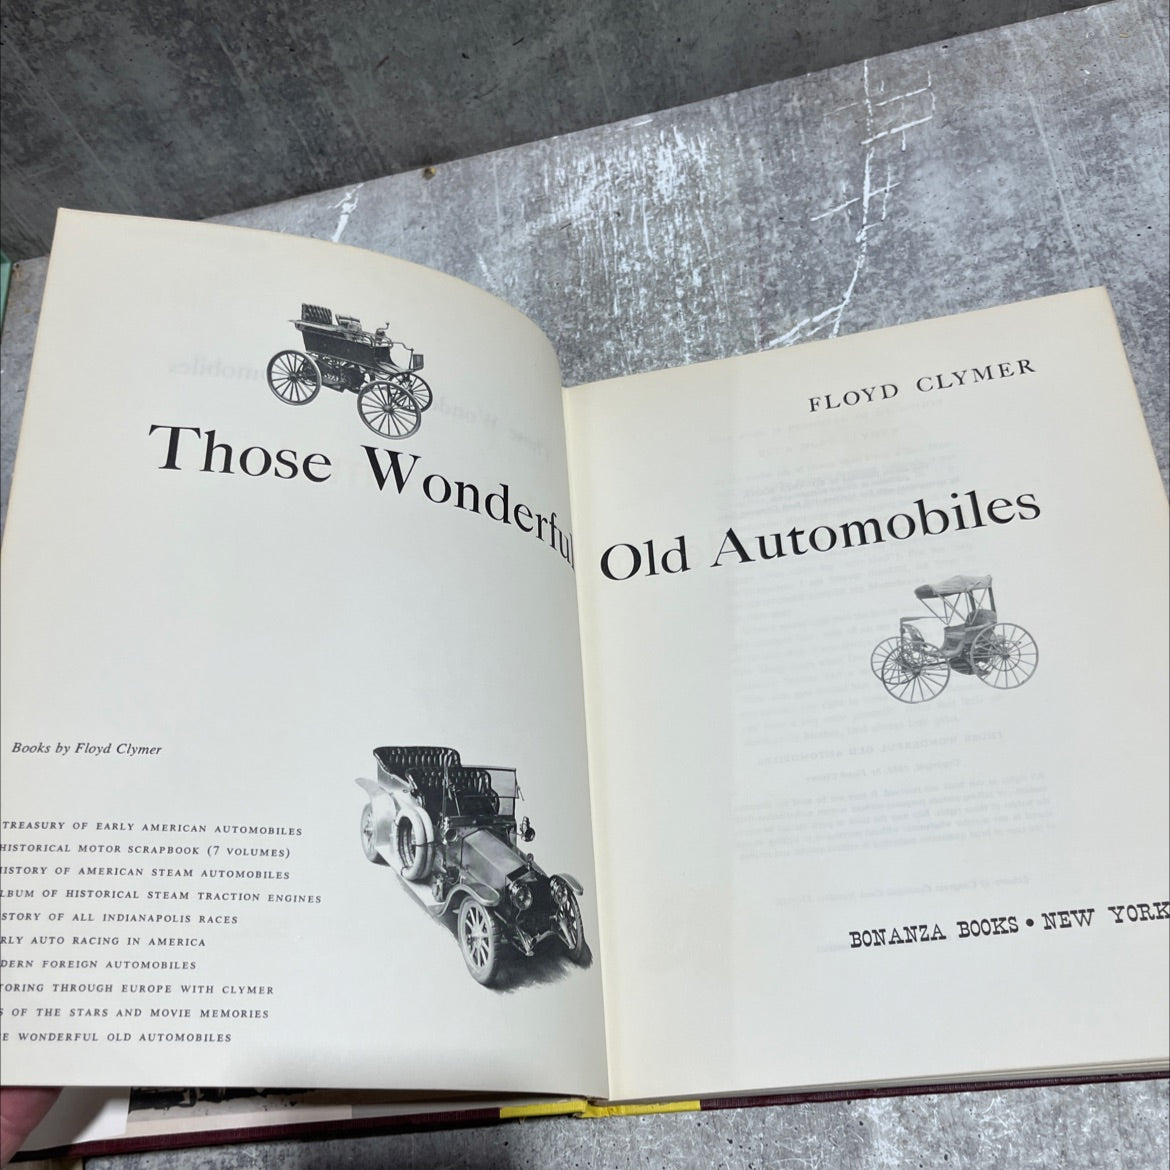 Those Wonderful
Books by Floyd Clymer
TREASURY OF EARLY AMERICAN AUTOMOBILES
HISTORICAL MOTOR SCRAPBOOK (7 VOLUMES)
ISTORY OF AMERICAN STEAM AUTOMOBILES
LBUM OF HISTORICAL STEAM TRACTION ENGINES
STORY OF ALL INDIANAPOLIS RACES
RLY AUTO RACING IN AMERICA
DERN FOREIGN AUTOMOBILES
TORING THROUGH EUROPE WITH CLYMER
S OF THE STARS AND MOVIE MEMORIES
E WONDERFUL OLD AUTOMOBILES
FLOYD CLYMER
Old Automobiles
BONANZA BOOKS • NEW YORK